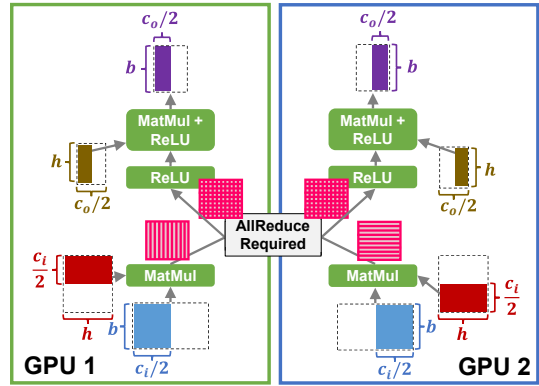 c_o/2
b
MatMul +
ReLU
h
ReLU
c_o/2
c_i
2
MatMul
h
b
c_i/2
GPU 1
AllReduce
Required
c_o/2
b
MatMul +
ReLU
h
ReLU
c_o/2
MatMul
c_i
2
h
b
c_i/2
GPU 2